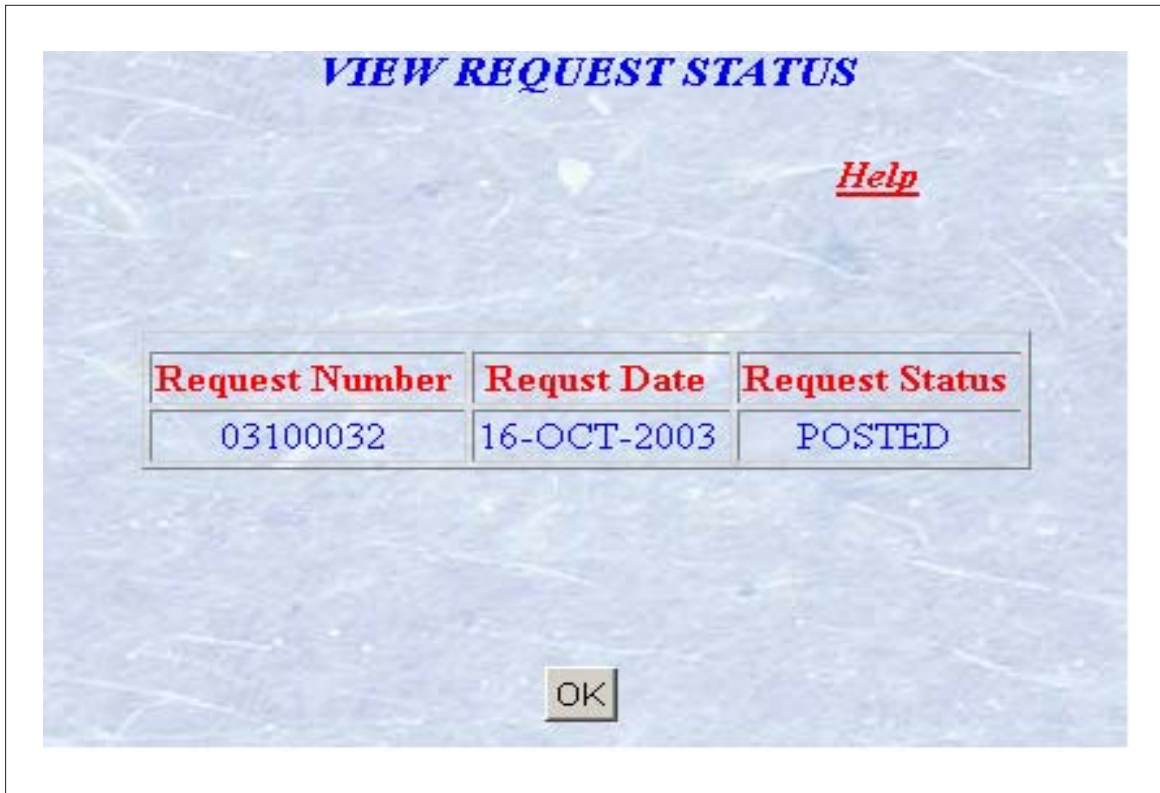 VIEW REQUEST STATUS
Help
Request Number Requst Date Request Status
03100032 16-OCT-2003 POSTED
OK